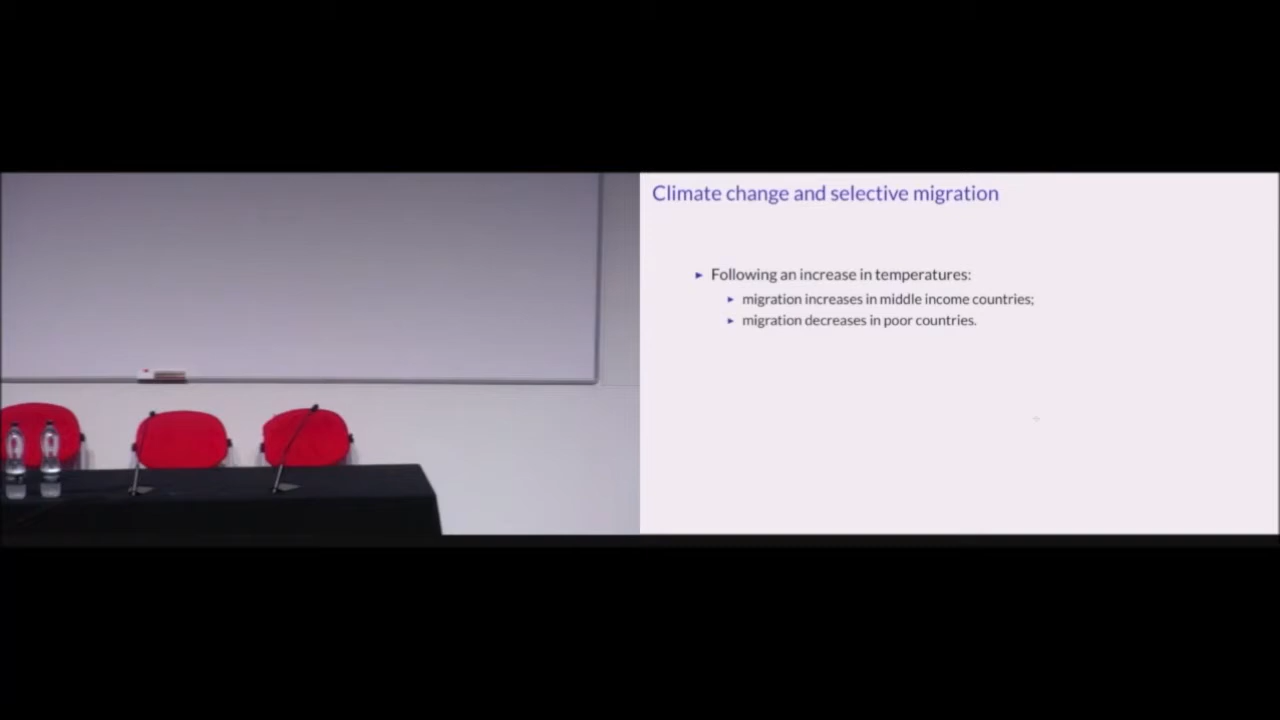 Climate change and selective migration
► Following an increase in temperatures:
► migration increases in middle income countries;
► migration decreases in poor countries.